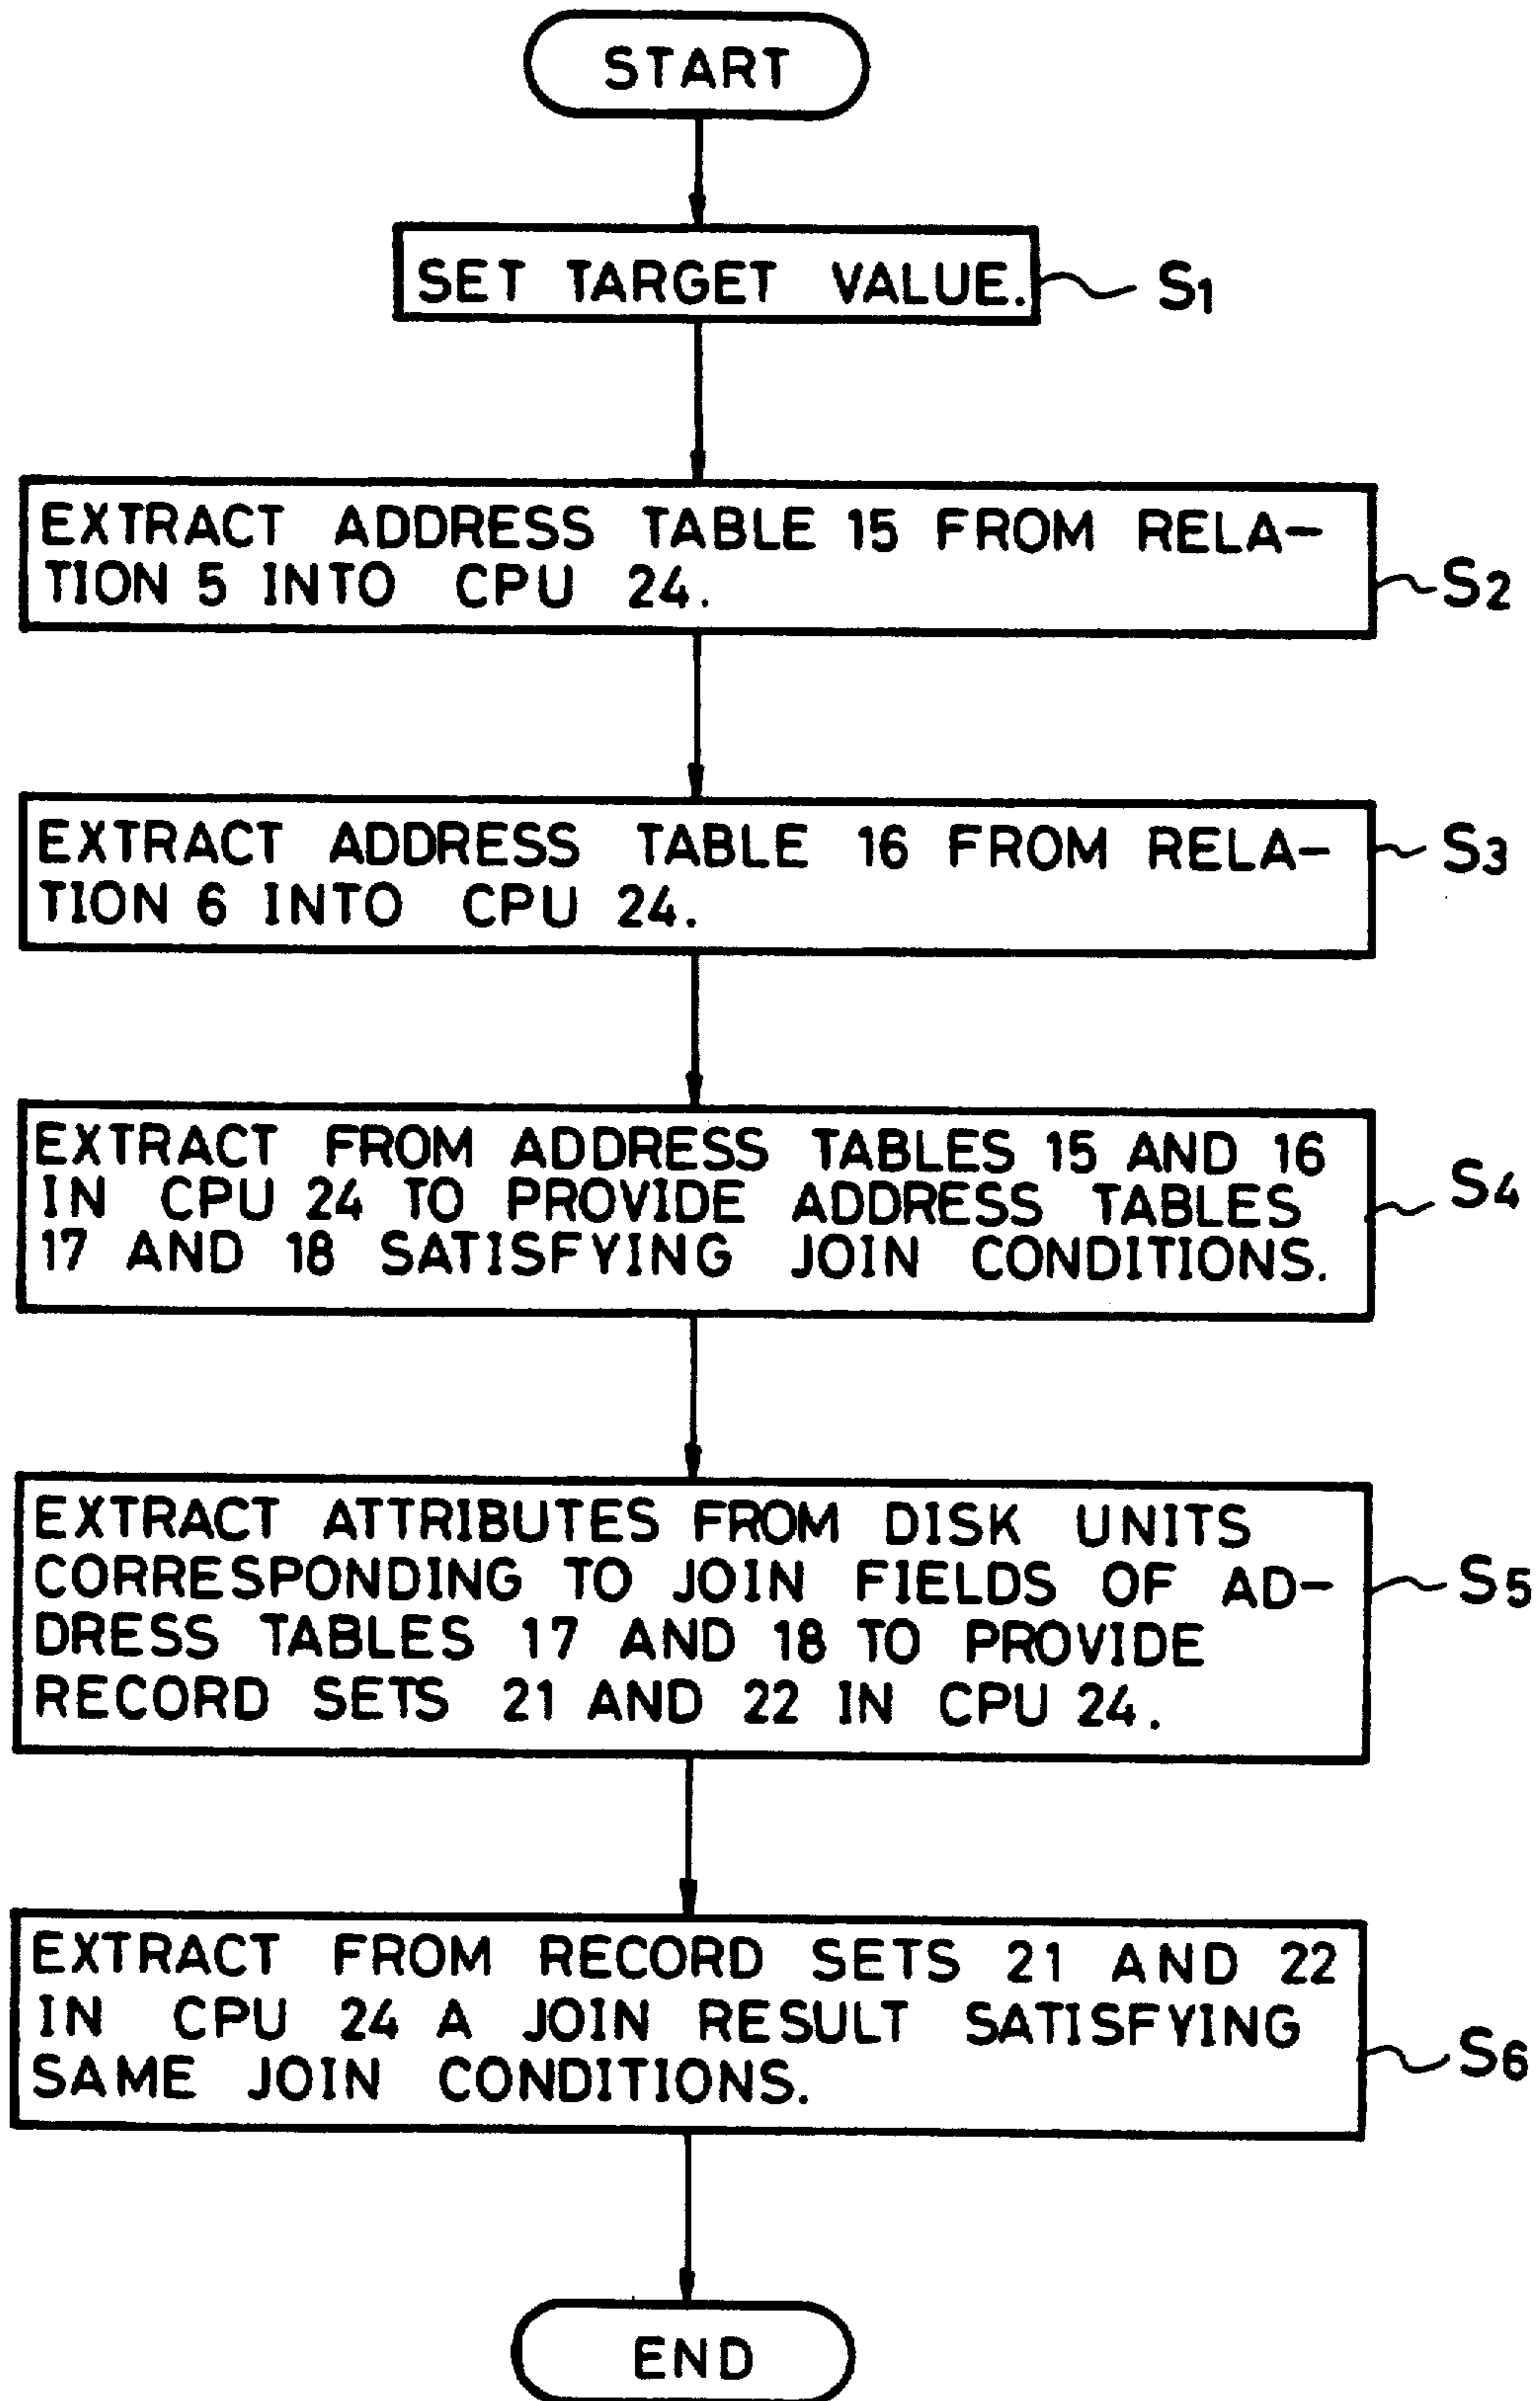 START
SET TARGET VALUE.
S1
EXTRACT ADDRESS TABLE 15 FROM RELA-
TION 5 INTO CPU 24.
S2
EXTRACT ADDRESS TABLE 16 FROM RELA-
TION 6 INTO CPU 24.
S3
EXTRACT FROM ADDRESS TABLES 15 AND 16
IN CPU 24 TO PROVIDE ADDRESS TABLES
17 AND 18 SATISFYING JOIN CONDITIONS.
S4
EXTRACT ATTRIBUTES FROM DISK UNITS
CORRESPONDING TO JOIN FIELDS OF AD-
DRESS TABLES 17 AND 18 TO PROVIDE
RECORD SETS 21 AND 22 IN CPU 24.
S5
EXTRACT FROM RECORD SETS 21 AND 22
IN CPU 24 A JOIN RESULT SATISFYING
SAME JOIN CONDITIONS.
S6
END